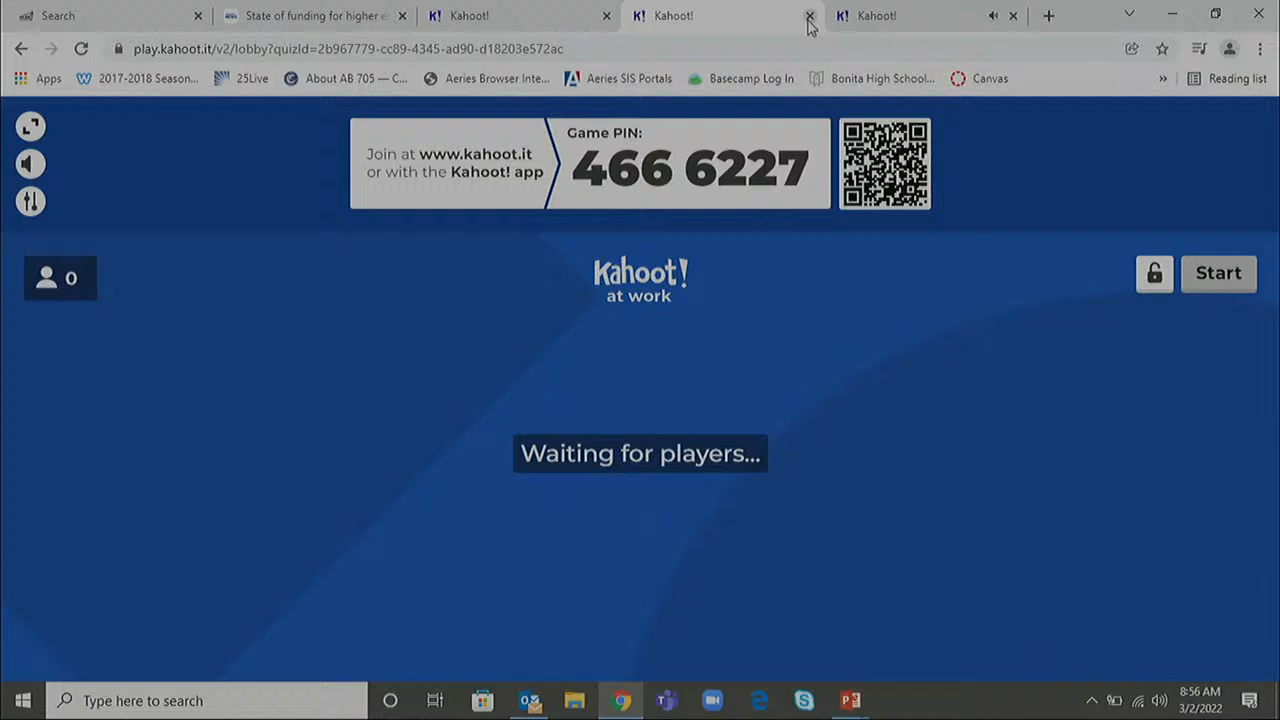 Search
State of funding for higher e
Kahoot!
Kahoot!
Kahoot!
play.kahoot.it/v2/lobby?quizId=2b967779-cc89-4345-ad90-d18203e572ac
Apps
2017-2018 Season...
25Live
About AB 705 — C...
Aeries Browser Inte...
Aeries SIS Portals
Basecamp Log In
Bonita High School...
Canvas
»
Reading list
Join at www.kahoot.it
or with the Kahoot! app
Game PIN:
466 6227
0
Kahoot!
at work
Start
Waiting for players...
Type here to search
8:56 AM
3/2/2022